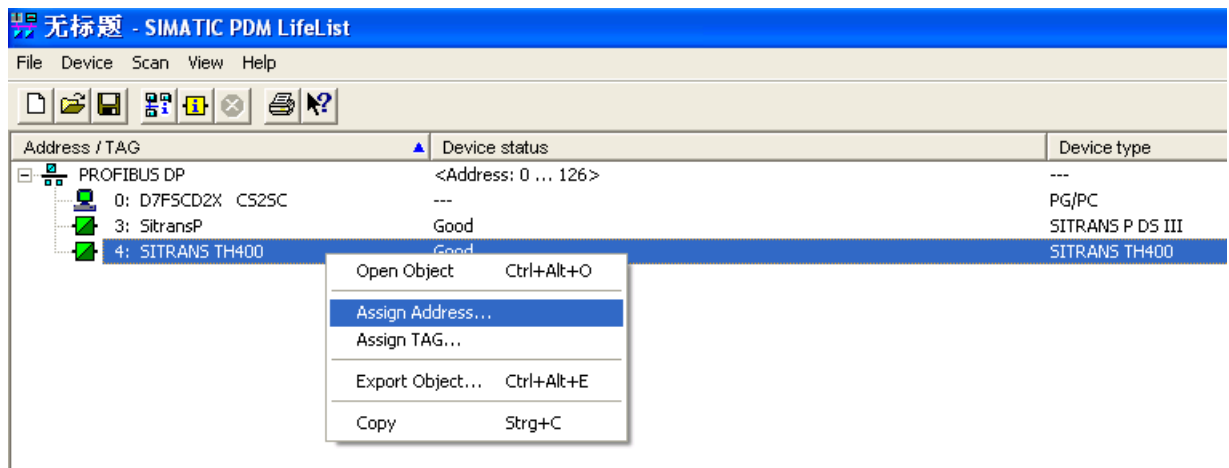 无标题 - SIMATIC PDM LifeList
File Device Scan View Help
Address / TAG Device status Device type
PROFIBUS DP <Address: 0 ... 126> ---
0: D7FSCD2X CS2SC --- PG/PC
3: SitransP Good SITRANS P DS III
4: SITRANS TH400 Good SITRANS TH400
Open Object Ctrl+Alt+O
Assign Address...
Assign TAG...
Export Object... Ctrl+Alt+E
Copy Strg+C